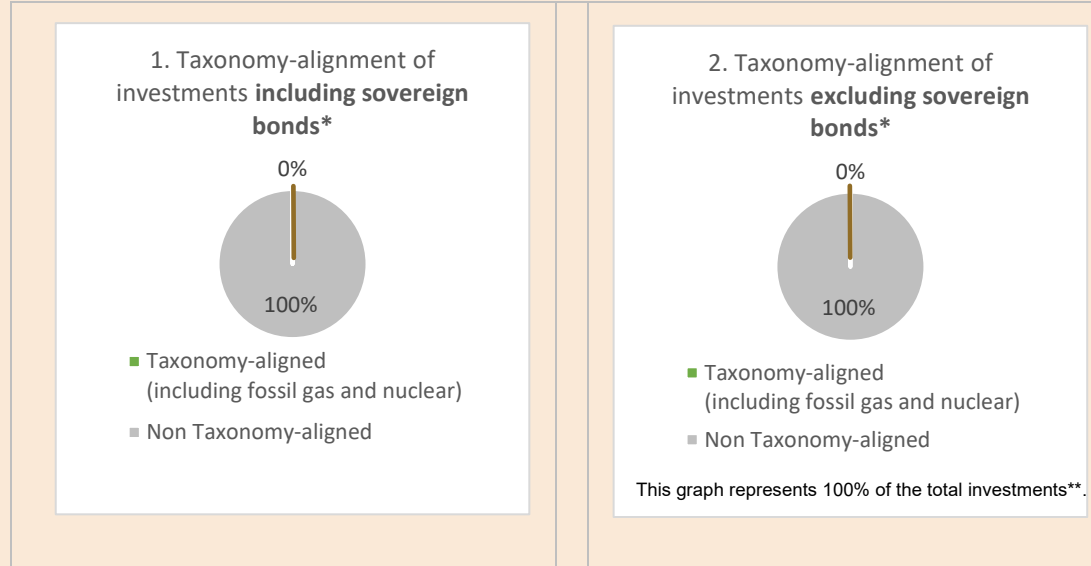 1. Taxonomy-alignment of
investments including sovereign
bonds*
0%
100%
Taxonomy-aligned
(including fossil gas and nuclear)
Non Taxonomy-aligned
2. Taxonomy-alignment of
investments excluding sovereign
bonds*
0%
100%
Taxonomy-aligned
(including fossil gas and nuclear)
Non Taxonomy-aligned
This graph represents 100% of the total investments**.